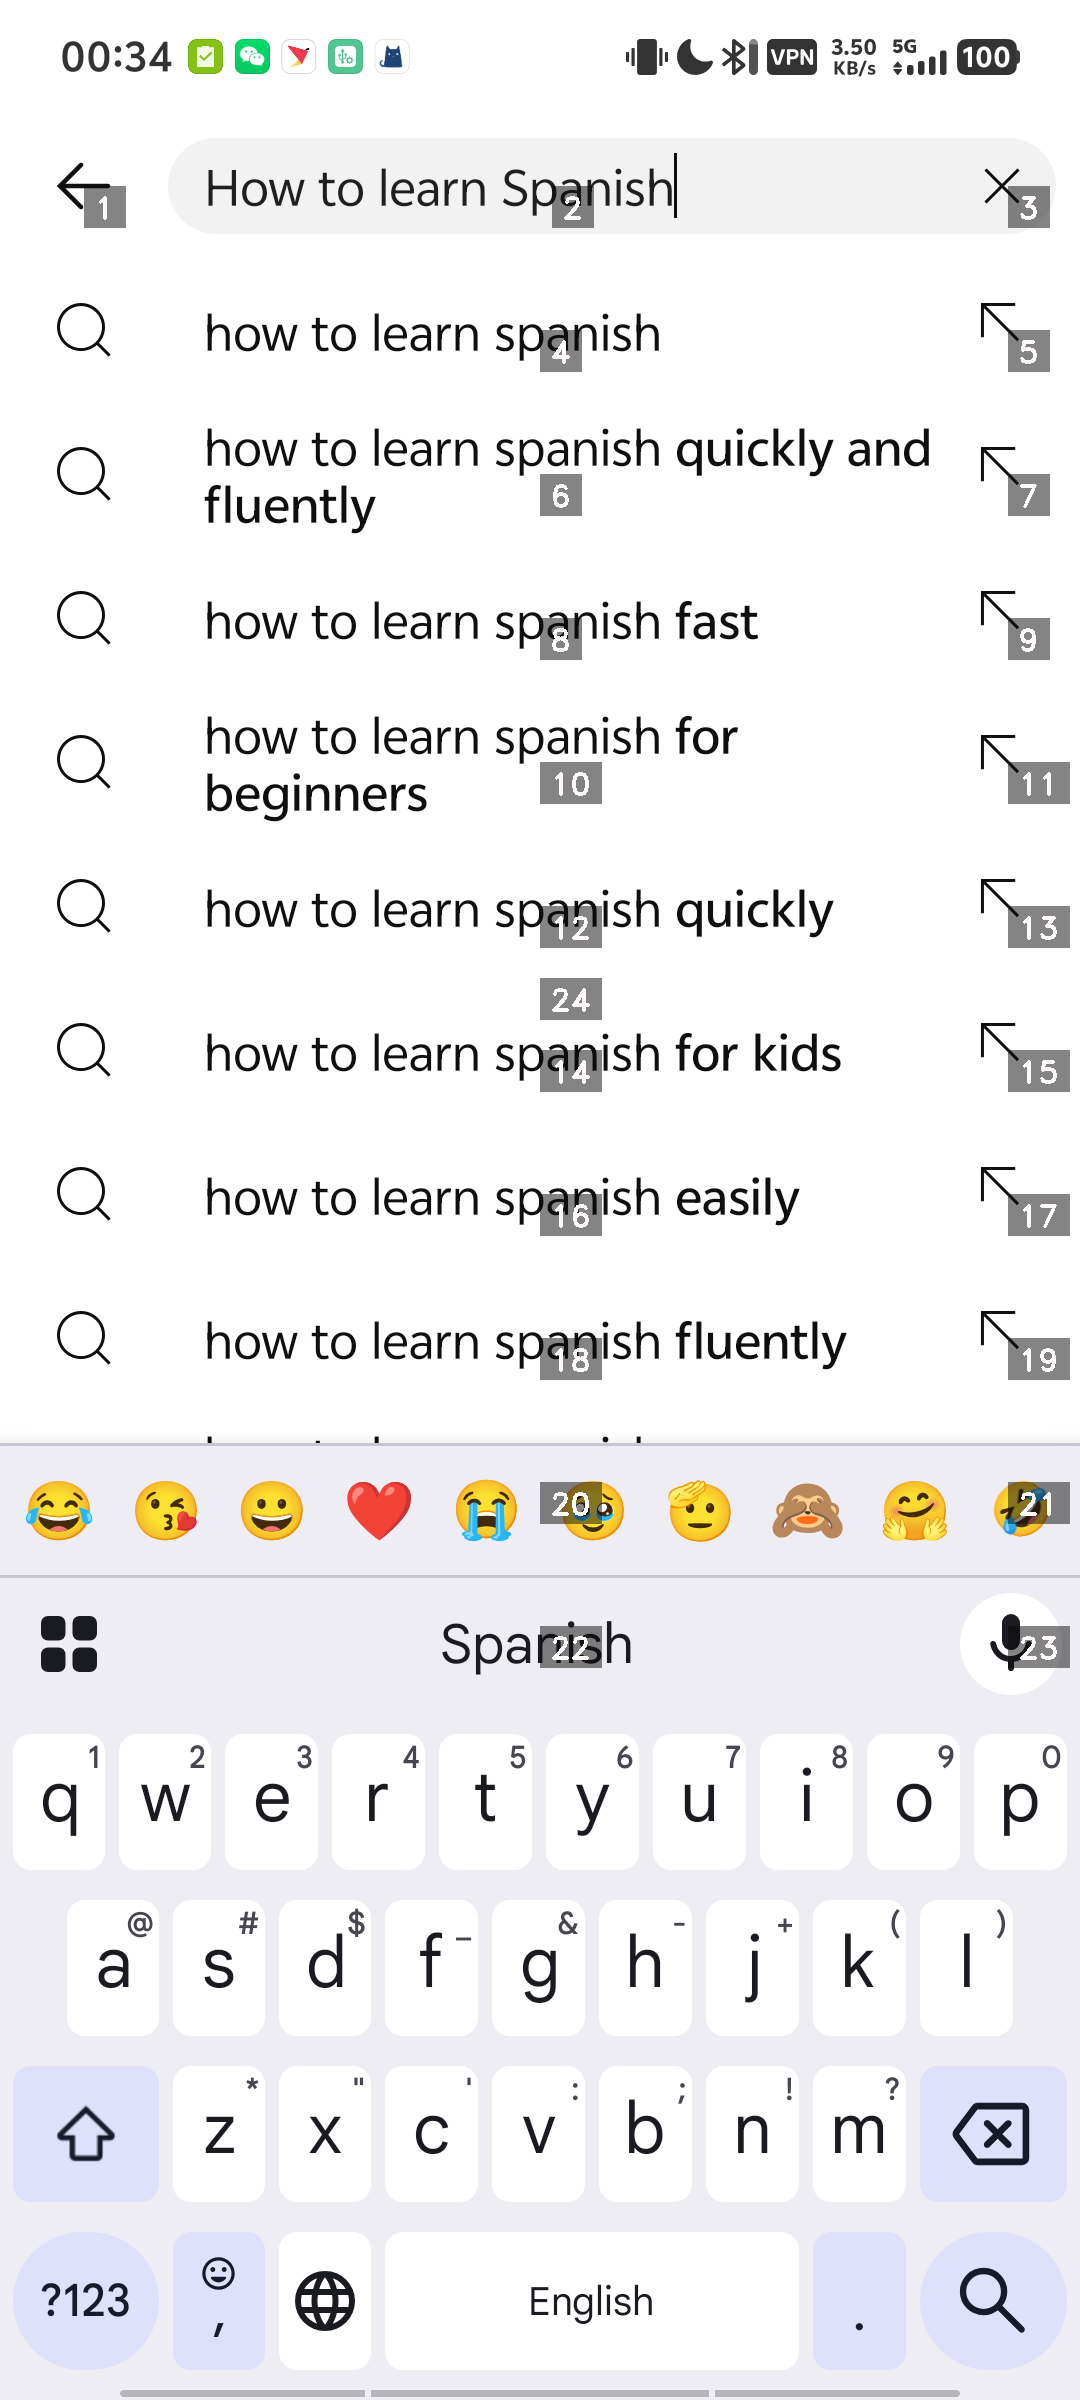 00:34
VPN
3.50
KB/s
5G
100
How to learn Spanish
1
2
3
how to learn spanish
4
5
how to learn spanish quickly and
fluently
6
7
how to learn spanish fast
8
9
how to learn spanish for
beginners
10
11
how to learn spanish quickly
12
13
24
how to learn spanish for kids
14
15
how to learn spanish easily
16
17
how to learn spanish fluently
18
19
20
21
Spanish
22
23
1 2 3 4 5 6 7 8 9 0
q w e r t y u i o p
@ # $ _ & - + ( )
a s d f g h j k l
* " ' : ; ! ?
z x c v b n m
?123 , English .